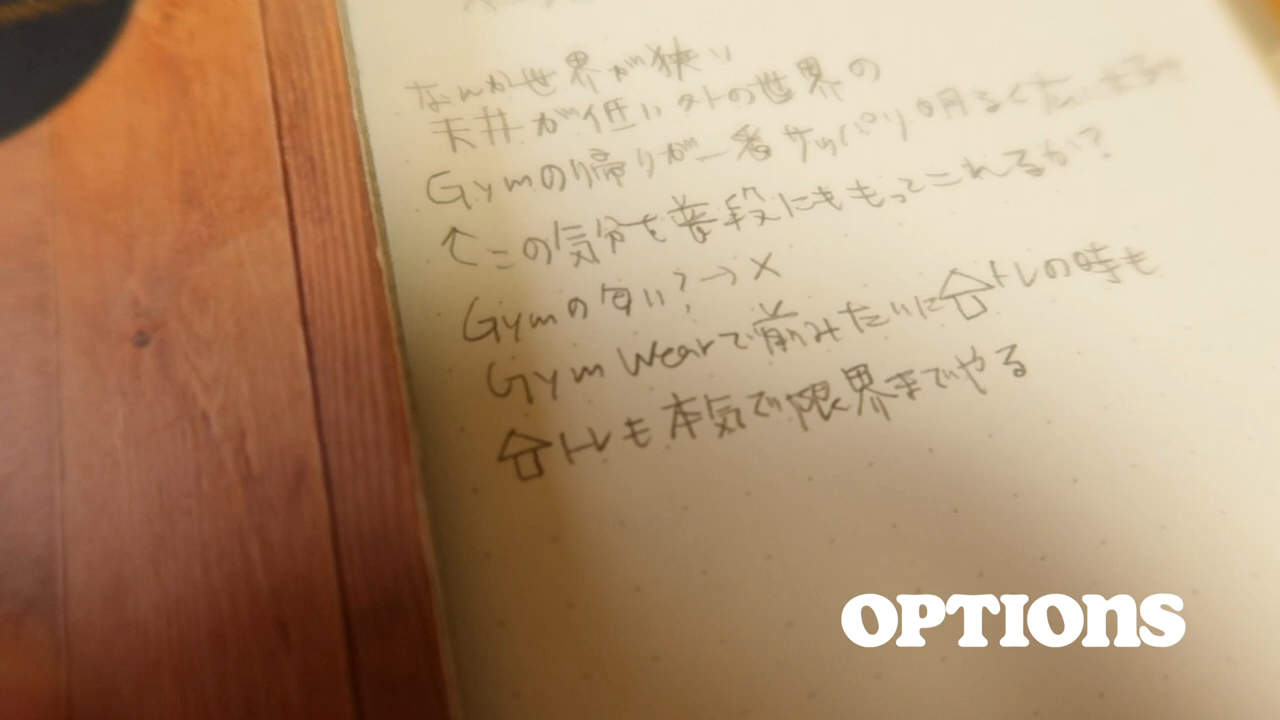 なんか世界が狭い
天井が低い外の世界の
Gymの帰りが一番サッパリ明るく広い
↑この気分を普段にももってこれるか?
Gymの匂い?→×
Gym Wearで前みたいに トレの時も
トレも本気で限界までやる
OPTIONS